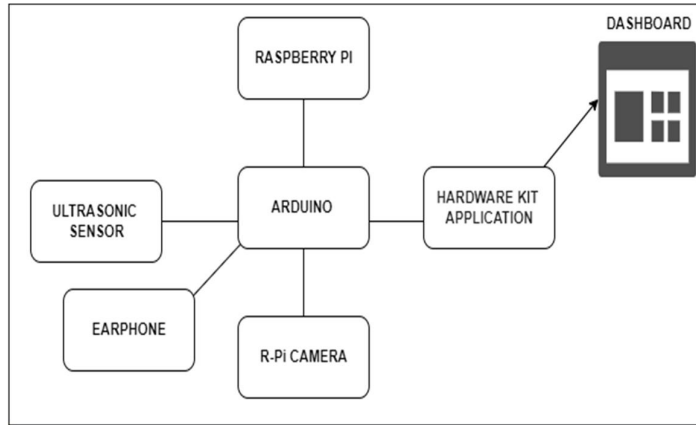 DASHBOARD
RASPBERRY PI
ULTRASONIC
SENSOR
ARDUINO
HARDWARE KIT
APPLICATION
EARPHONE
R-Pi CAMERA